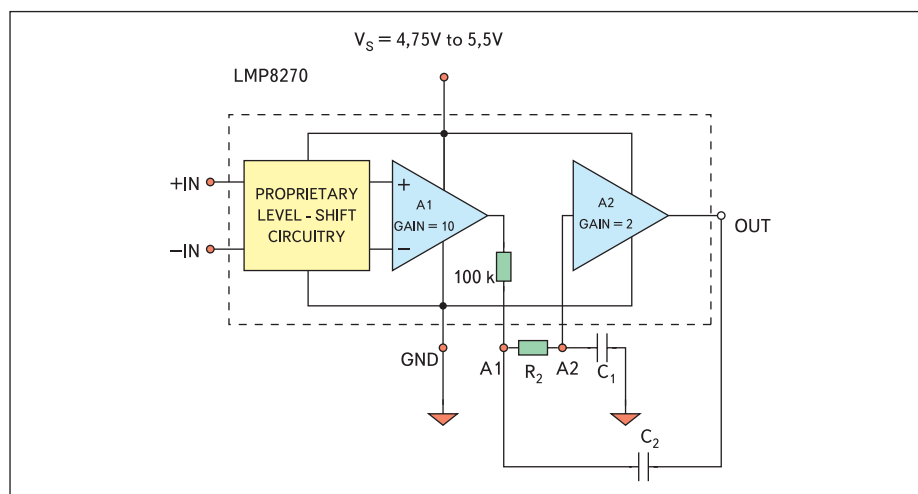 V_S = 4,75V to 5,5V
LMP8270
+IN
−IN
PROPRIETARY
LEVEL-SHIFT
CIRCUITRY
+
−
A1
GAIN = 10
A2
GAIN = 2
OUT
100 k
GND
A1
R_2
A2
C_1
C_2